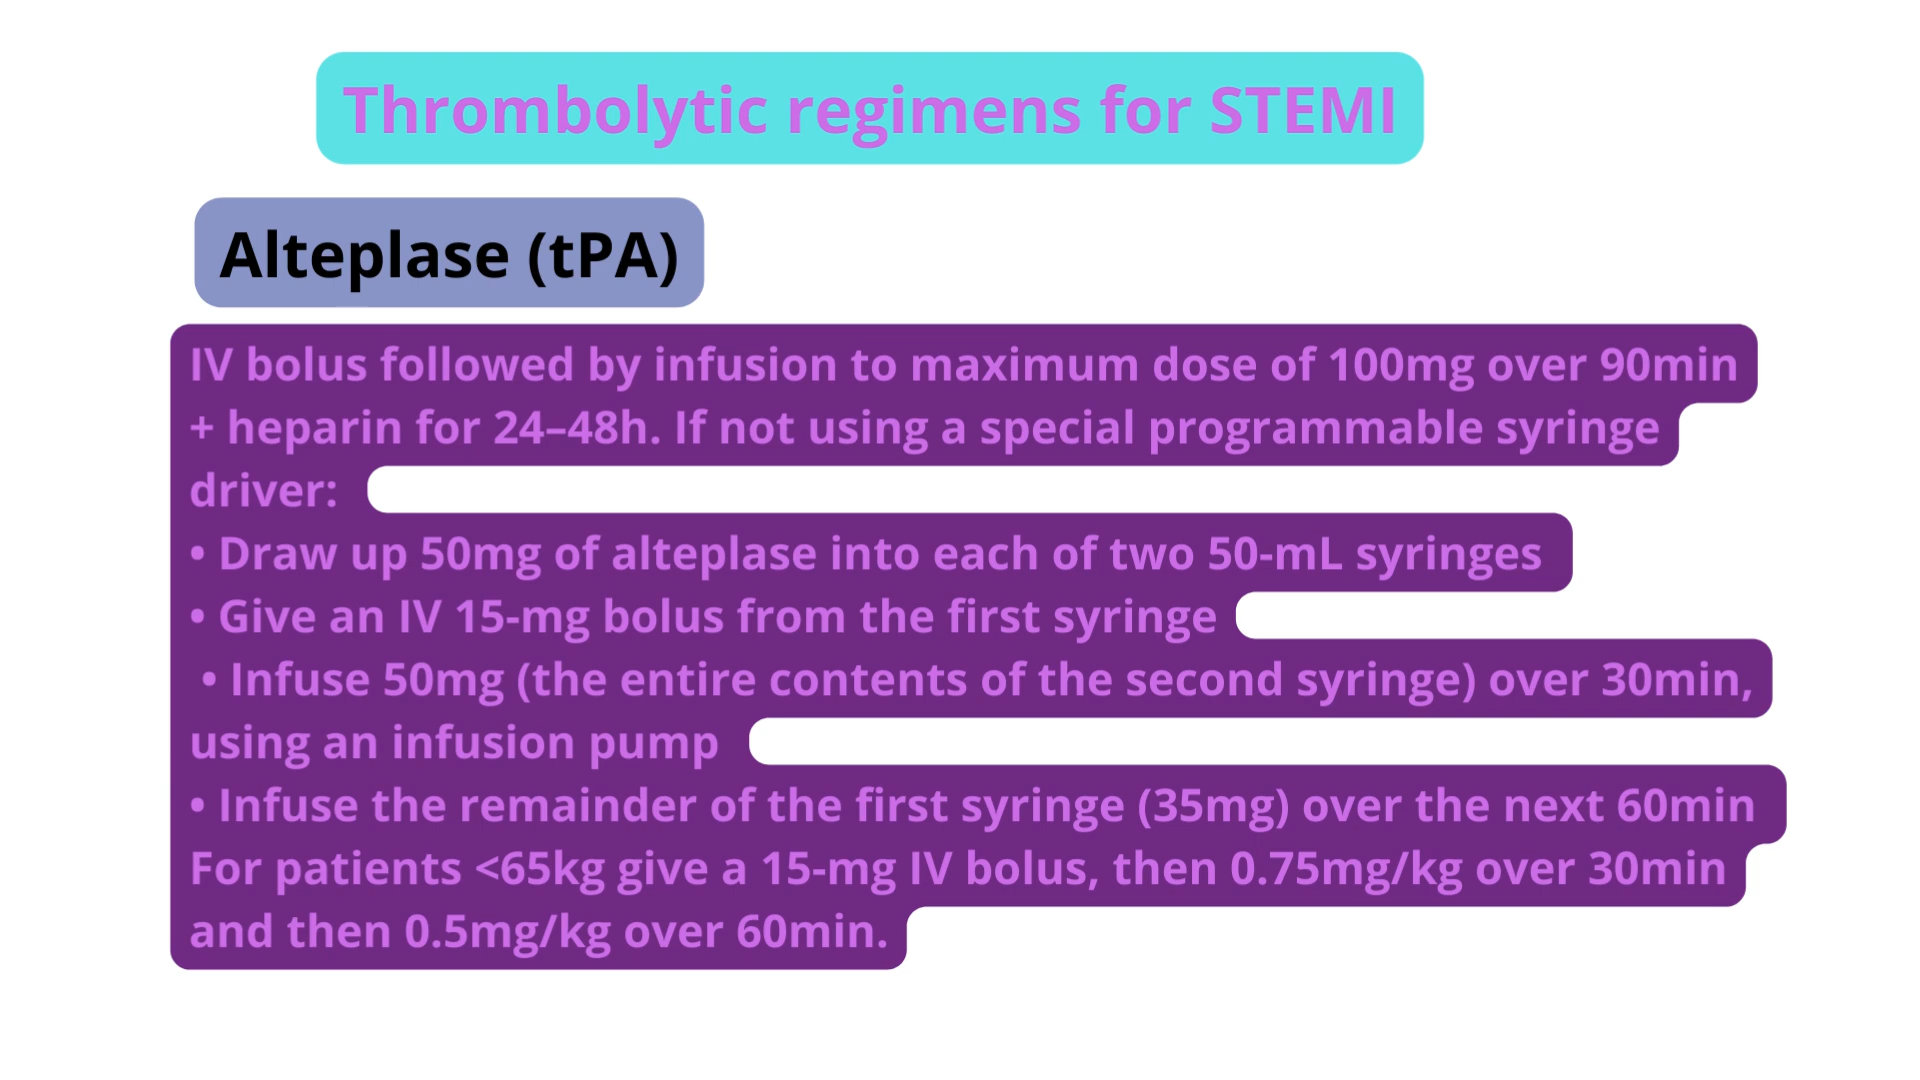 Thrombolytic regimens for STEMI
Alteplase (tPA)
IV bolus followed by infusion to maximum dose of 100mg over 90min
+ heparin for 24–48h. If not using a special programmable syringe
driver:
• Draw up 50mg of alteplase into each of two 50-mL syringes
• Give an IV 15-mg bolus from the first syringe
• Infuse 50mg (the entire contents of the second syringe) over 30min,
using an infusion pump
• Infuse the remainder of the first syringe (35mg) over the next 60min
For patients <65kg give a 15-mg IV bolus, then 0.75mg/kg over 30min
and then 0.5mg/kg over 60min.